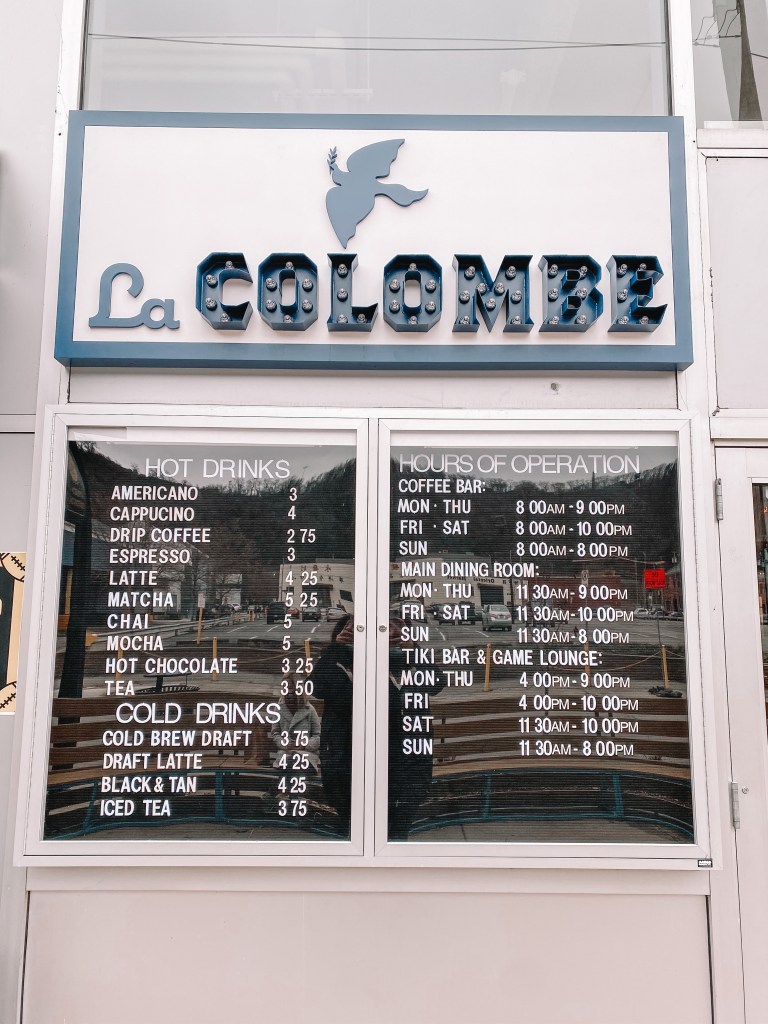 La COLOMBE
HOT DRINKS
AMERICANO 3
CAPPUCINO 4
DRIP COFFEE 2 75
ESPRESSO 3
LATTE 4 25
MATCHA 5 25
CHAI 5
MOCHA 5
HOT CHOCOLATE 3 25
TEA 3 50
COLD DRINKS
COLD BREW DRAFT 3 75
DRAFT LATTE 4 25
BLACK & TAN 4 25
ICED TEA 3 75
HOURS OF OPERATION
COFFEE BAR:
MON · THU 8 00AM - 9 00PM
FRI · SAT 8 00AM - 10 00PM
SUN 8 00AM - 8 00PM
MAIN DINING ROOM:
MON · THU 11 30AM - 9 00PM
FRI · SAT 11 30AM - 10 00PM
SUN 11 30AM - 8 00PM
TIKI BAR & GAME LOUNGE:
MON · THU 4 00PM - 9 00PM
FRI 4 00PM - 10 00PM
SAT 11 30AM - 10 00PM
SUN 11 30AM - 8 00PM